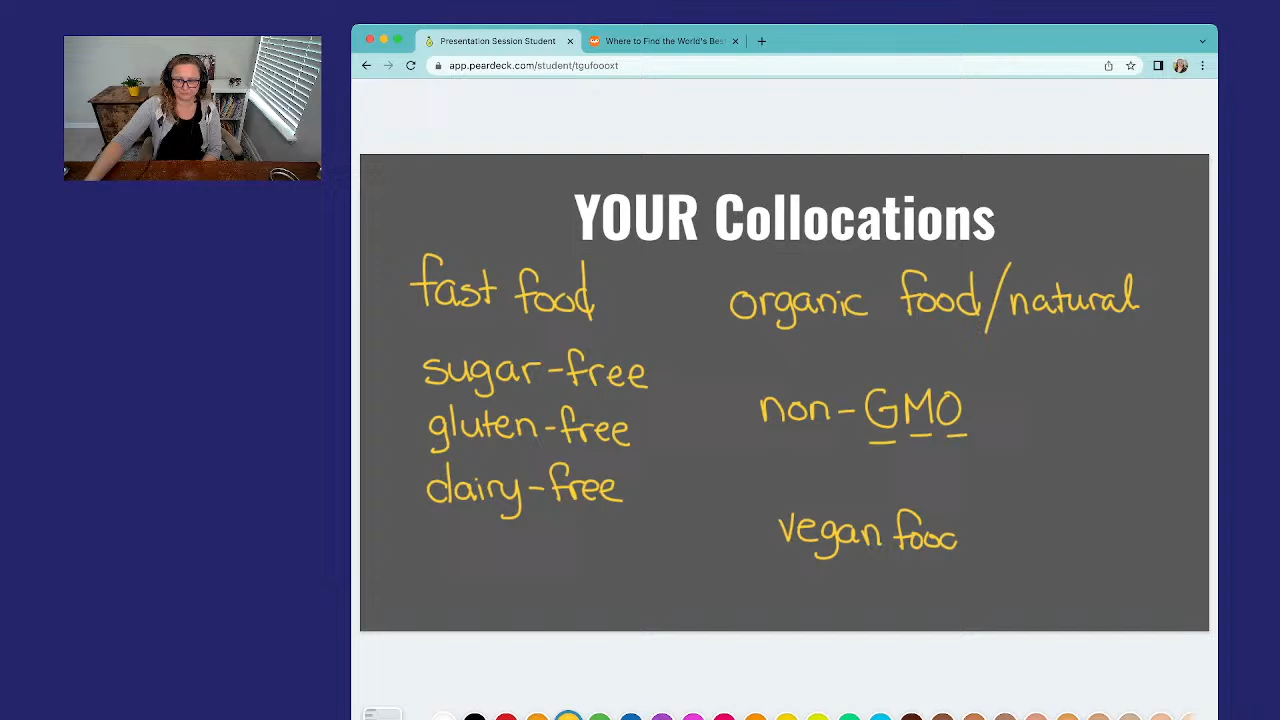 Presentation Session Student
Where to Find the World's Bes
app.peardeck.com/student/tgufoooxt
YOUR Collocations
fast food
organic food/natural
sugar-free
non-GMO
gluten-free
dairy-free
vegan fooc